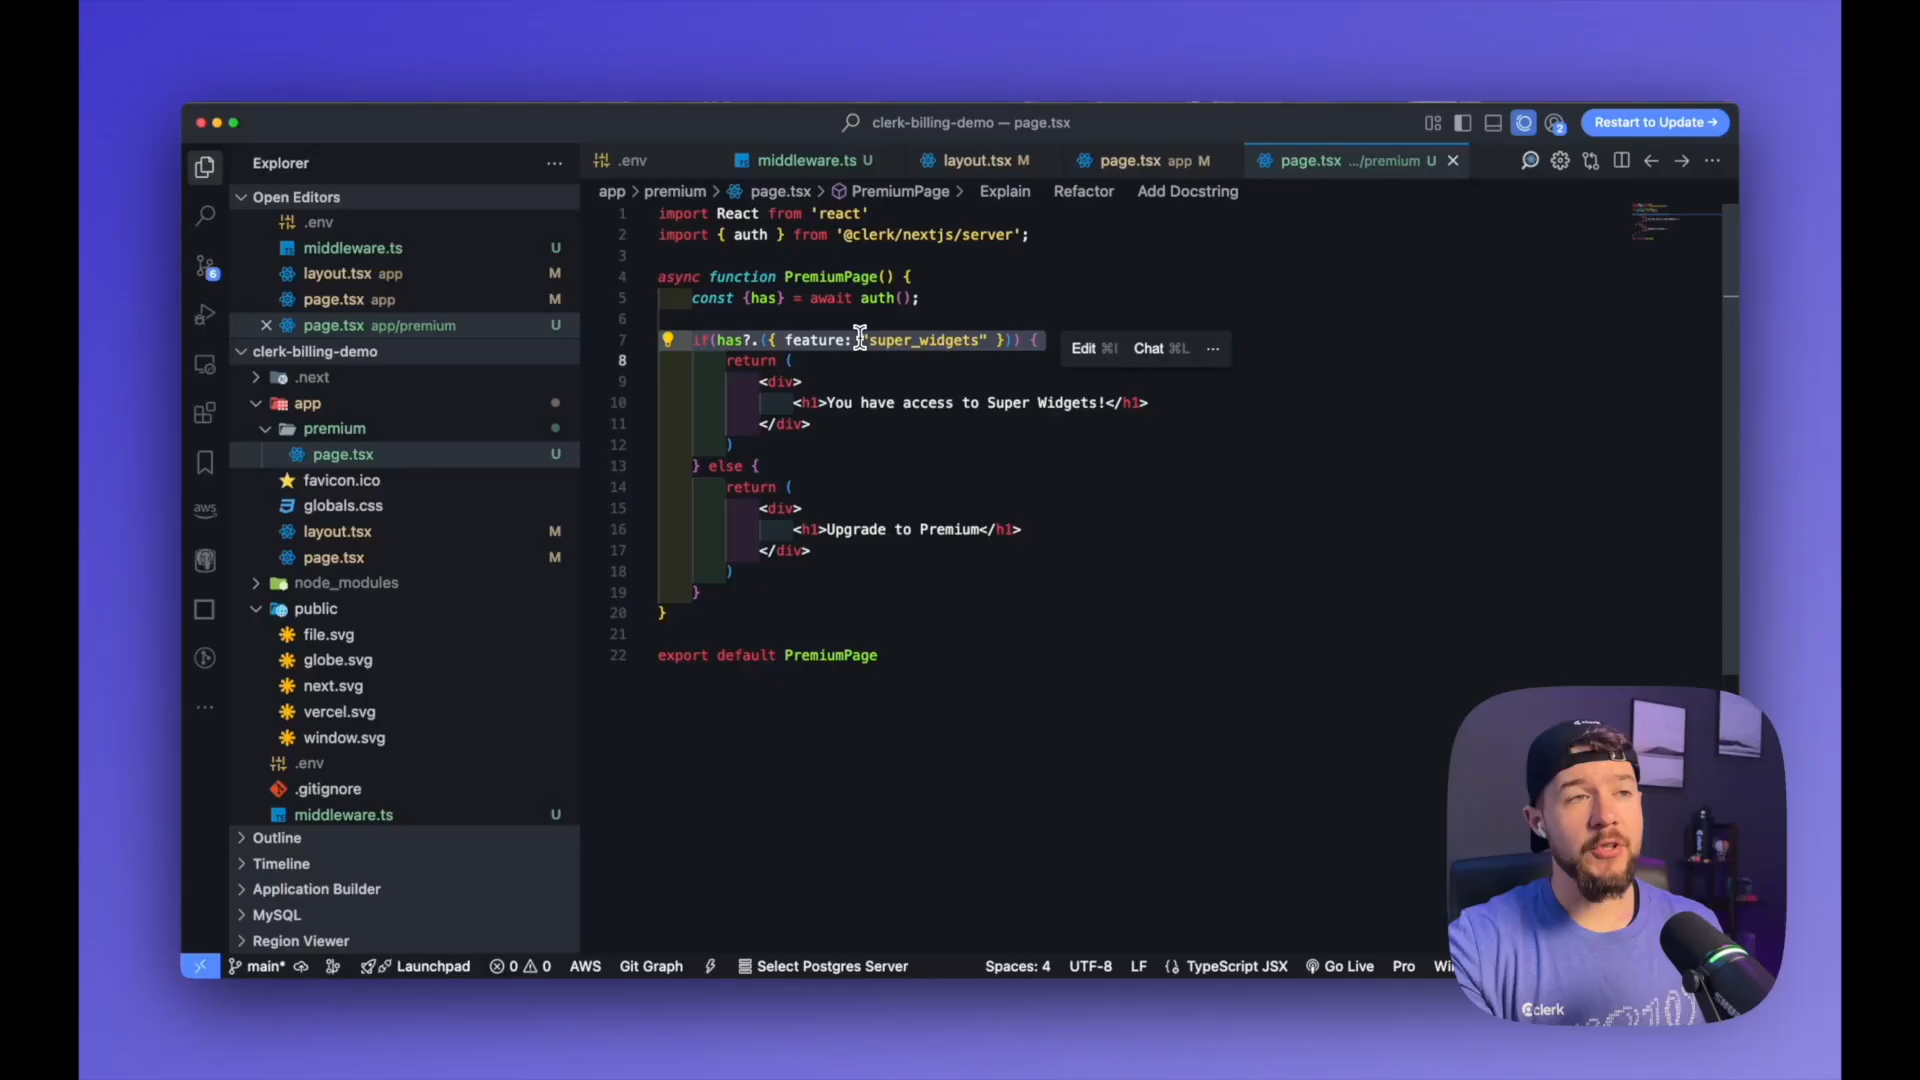 clerk-billing-demo — page.tsx
2
Restart to Update →
Explorer
.env
middleware.ts U
layout.tsx M
page.tsx app M
page.tsx .../premium U
Open Editors
.env
middleware.ts U
layout.tsx app M
page.tsx app M
page.tsx app/premium U
clerk-billing-demo
.next
app
premium
page.tsx U
favicon.ico
globals.css
layout.tsx M
page.tsx M
node_modules
public
file.svg
globe.svg
next.svg
vercel.svg
window.svg
.env
.gitignore
middleware.ts U
Outline
Timeline
Application Builder
MySQL
Region Viewer
6
aws
app > premium > page.tsx > PremiumPage > Explain Refactor Add Docstring
1 import React from 'react'
2 import { auth } from '@clerk/nextjs/server';
3
4 async function PremiumPage() {
5 const {has} = await auth();
6
7 if(has?.({ feature: "super_widgets" })) {
Edit ⌘I Chat ⌘L ···
8 return (
9 <div>
10 <h1>You have access to Super Widgets!</h1>
11 </div>
12 )
13 } else {
14 return (
15 <div>
16 <h1>Upgrade to Premium</h1>
17 </div>
18 )
19 }
20 }
21
22 export default PremiumPage
main* Launchpad 0 0 AWS Git Graph Select Postgres Server Spaces: 4 UTF-8 LF TypeScript JSX Go Live Pro
clerk